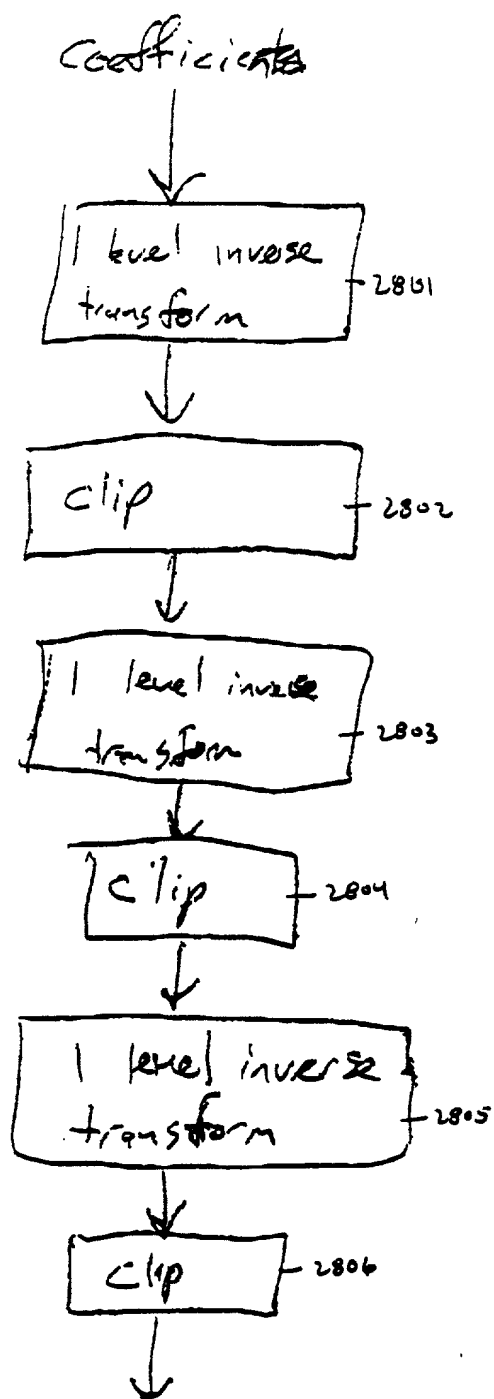 Coefficients
1 level inverse
transform
2801
clip
2802
1 level inverse
transform
2803
clip
2804
1 level inverse
transform
2805
clip
2806